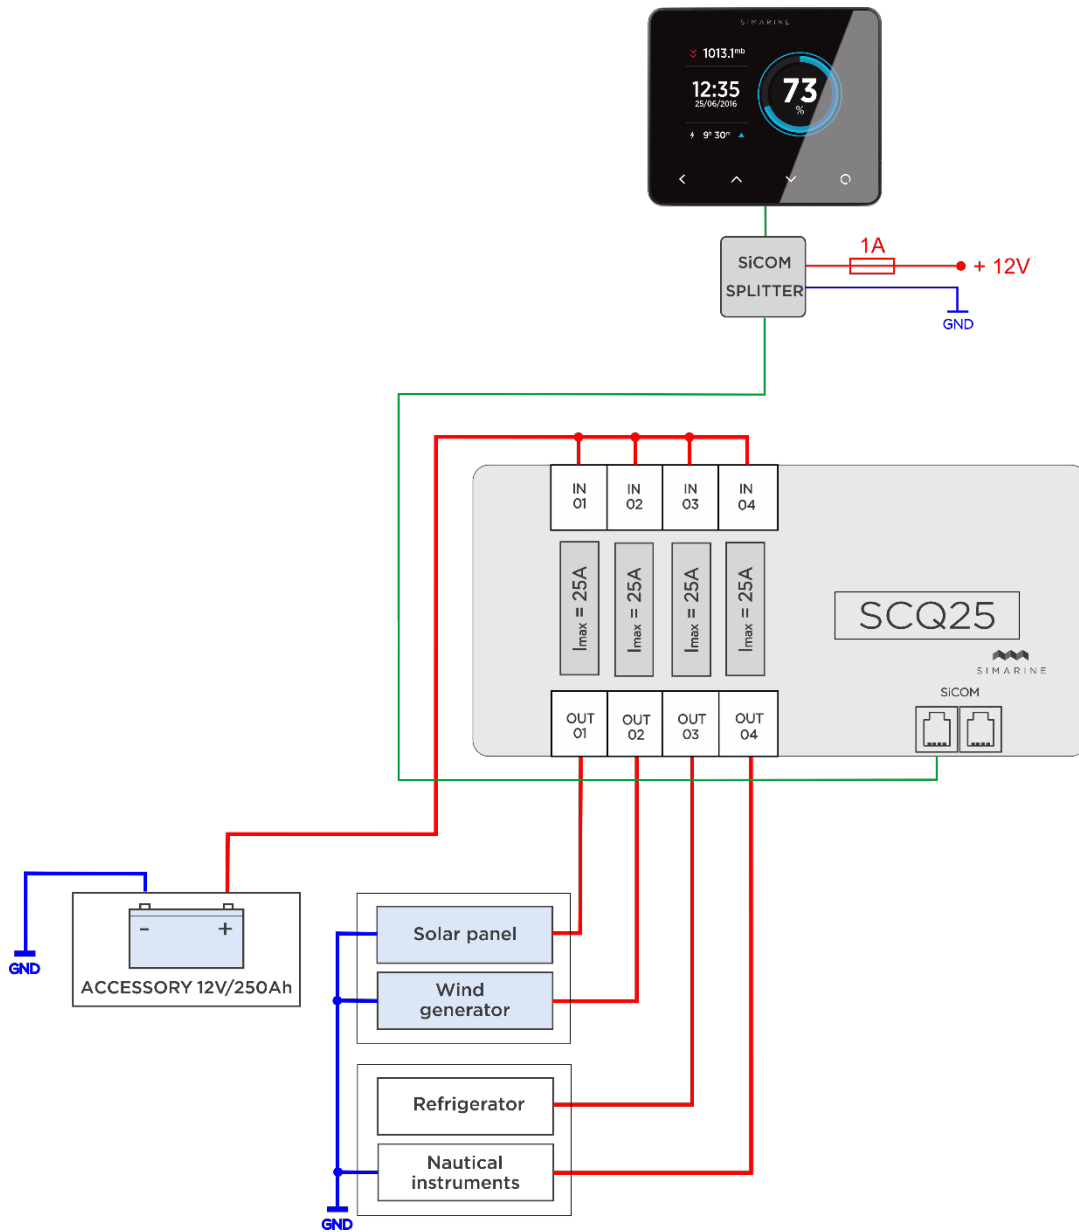 SIMARINE
1013.1mb
12:35
25/06/2016
73
%
9h 30m
SiCOM
SPLITTER
1A
+ 12V
GND
IN
01
IN
02
IN
03
IN
04
Imax = 25A
Imax = 25A
Imax = 25A
Imax = 25A
SCQ25
SIMARINE
SiCOM
OUT
01
OUT
02
OUT
03
OUT
04
- +
ACCESSORY 12V/250Ah
GND
Solar panel
Wind
generator
Refrigerator
Nautical
instruments
GND